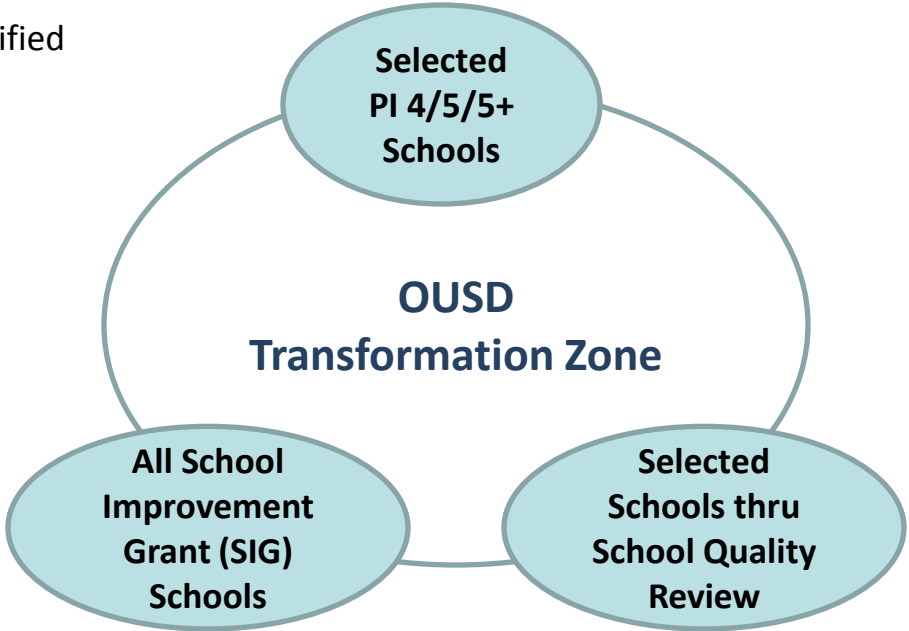 ified
Selected
PI 4/5/5+
Schools
OUSD
Transformation Zone
All School
Improvement
Grant (SIG)
Schools
Selected
Schools thru
School Quality
Review